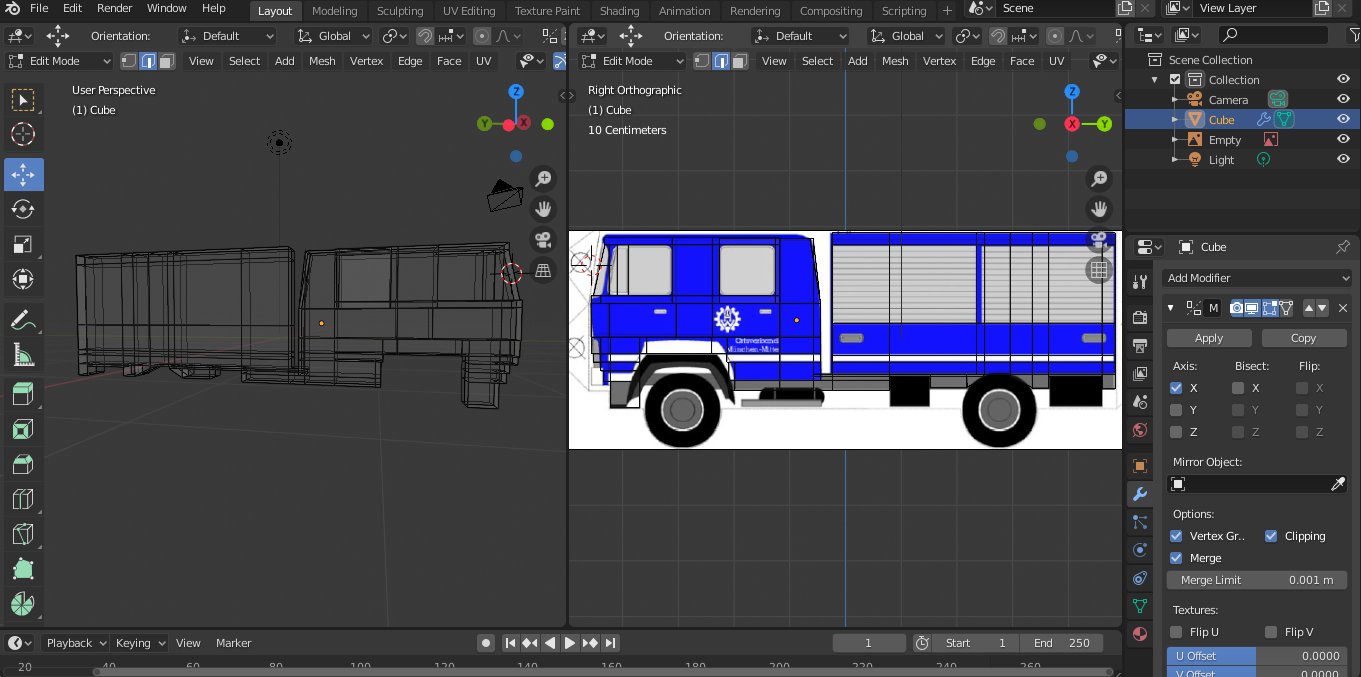 File Edit Render Window Help Layout Modeling Sculpting UV Editing Texture Paint Shading Animation Rendering Compositing Scripting + Scene View Layer
Orientation: Default Global Orientation: Default Global
Edit Mode View Select Add Mesh Vertex Edge Face UV Edit Mode View Select Add Mesh Vertex Edge Face UV
User Perspective
(1) Cube
Z
Y
X
Right Orthographic
(1) Cube
10 Centimeters
Z
X
Y
Ortsverband
München-Mitte
Scene Collection
Collection
Camera
Cube
Empty
Light
Cube
Add Modifier
M
Apply Copy
Axis: Bisect: Flip:
X X X
Y Y Y
Z Z Z
Mirror Object:
Options:
Vertex Gr.. Clipping
Merge
Merge Limit 0.001 m
Textures:
Flip U Flip V
U Offset 0.0000
V Offset 0.0000
Playback Keying View Marker 1 Start 1 End 250
20 40 60 80 100 120 140 160 180 200 220 240 260